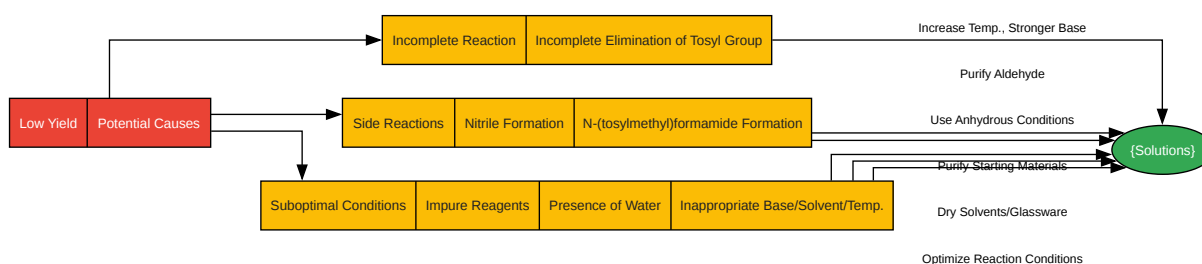 Increase Temp., Stronger Base
Incomplete Reaction
Incomplete Elimination of Tosyl Group
Purify Aldehyde
Low Yield
Potential Causes
Side Reactions
Nitrile Formation
N-(tosylmethyl)formamide Formation
Use Anhydrous Conditions
{Solutions}
Purify Starting Materials
Suboptimal Conditions
Impure Reagents
Presence of Water
Inappropriate Base/Solvent/Temp.
Dry Solvents/Glassware
Optimize Reaction Conditions